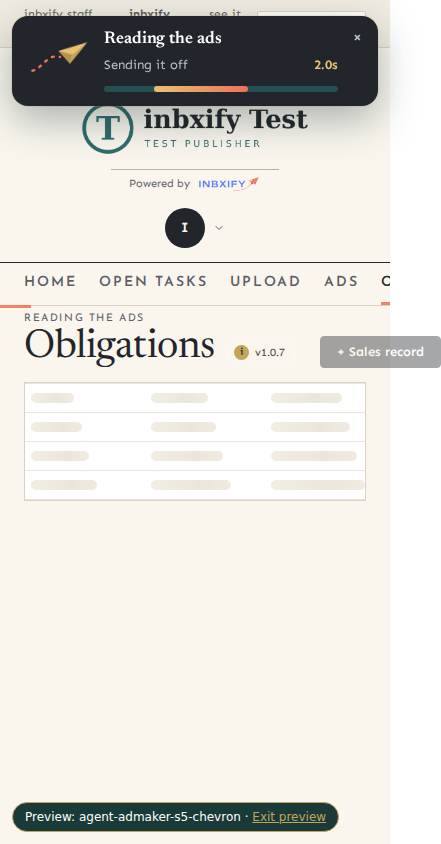 inbxify staff inbxify see it
Reading the ads ×
Sending it off 2.0s
T inbxify Test
TEST PUBLISHER
Powered by INBXIFY
I
HOME OPEN TASKS UPLOAD ADS
READING THE ADS
Obligations i v1.0.7 + Sales record
Preview: agent-admaker-s5-chevron · Exit preview